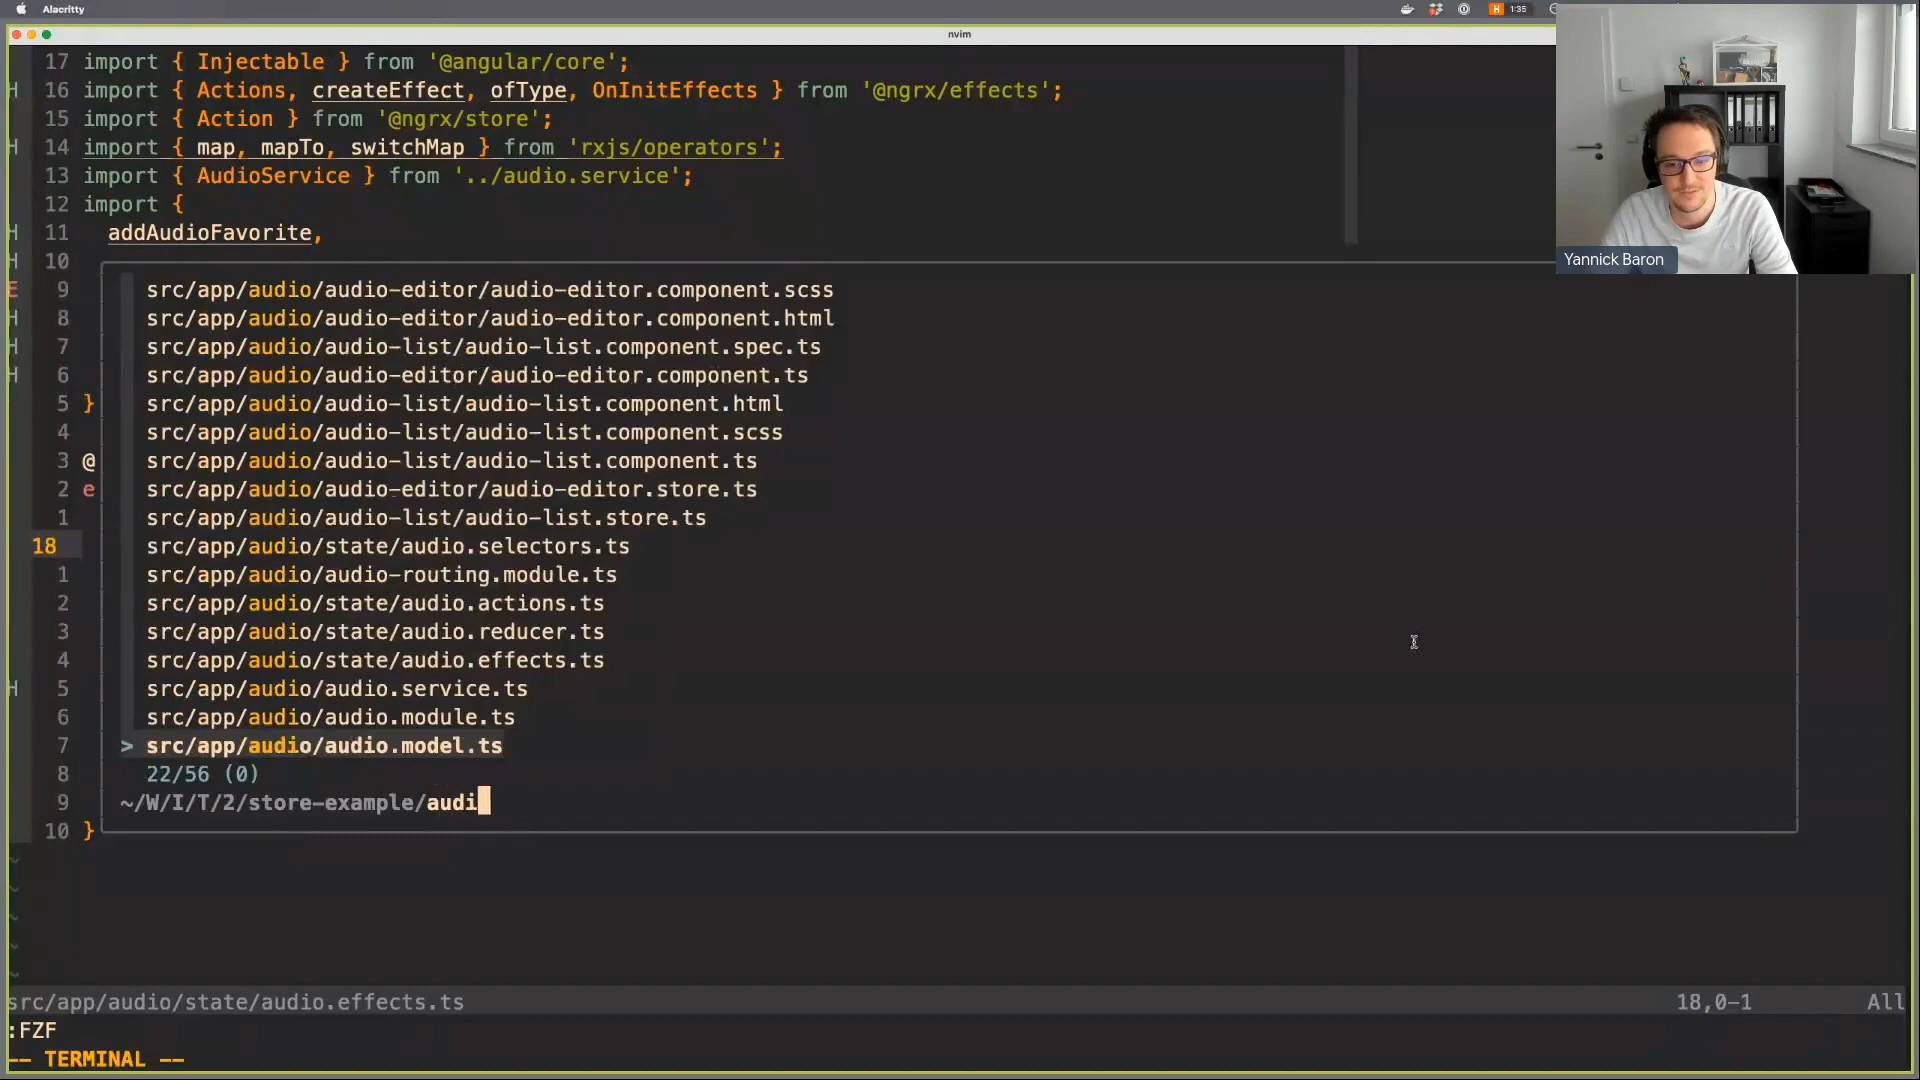 Alacritty
1:35
nvim
17 import { Injectable } from '@angular/core';
H 16 import { Actions, createEffect, ofType, OnInitEffects } from '@ngrx/effects';
15 import { Action } from '@ngrx/store';
H 14 import { map, mapTo, switchMap } from 'rxjs/operators';
13 import { AudioService } from '../audio.service';
12 import {
H 11 addAudioFavorite,
Yannick Baron
H 10
E 9 src/app/audio/audio-editor/audio-editor.component.scss
H 8 src/app/audio/audio-editor/audio-editor.component.html
H 7 src/app/audio/audio-list/audio-list.component.spec.ts
H 6 src/app/audio/audio-editor/audio-editor.component.ts
5 } src/app/audio/audio-list/audio-list.component.html
4 src/app/audio/audio-list/audio-list.component.scss
3 @ src/app/audio/audio-list/audio-list.component.ts
2 e src/app/audio/audio-editor/audio-editor.store.ts
1 src/app/audio/audio-list/audio-list.store.ts
18 src/app/audio/state/audio.selectors.ts
1 src/app/audio/audio-routing.module.ts
2 src/app/audio/state/audio.actions.ts
3 src/app/audio/state/audio.reducer.ts
4 src/app/audio/state/audio.effects.ts
H 5 src/app/audio/audio.service.ts
6 src/app/audio/audio.module.ts
7 > src/app/audio/audio.model.ts
8 22/56 (0)
9 ~/W/I/T/2/store-example/audi
10 }
~
~
~
~
~
src/app/audio/state/audio.effects.ts 18,0-1 All
:FZF
-- TERMINAL --